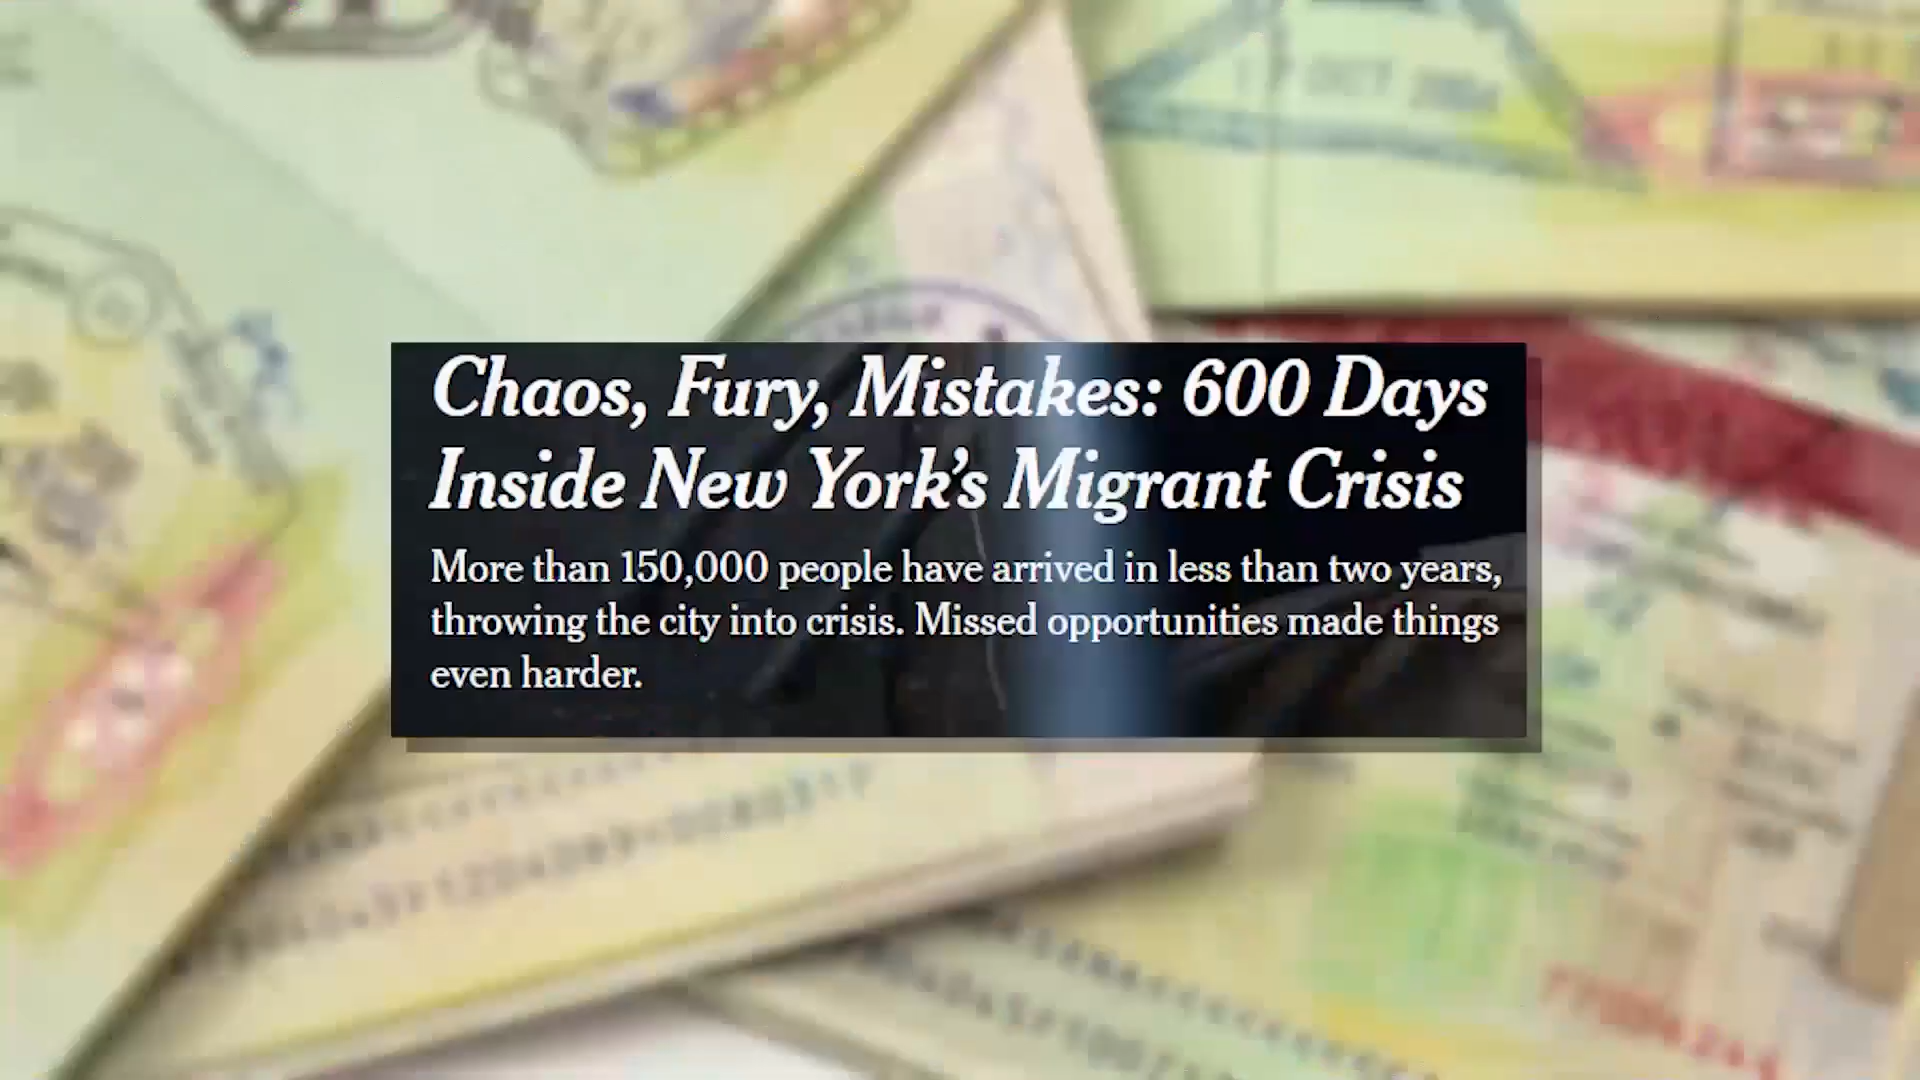 Chaos, Fury, Mistakes: 600 Days
Inside New York’s Migrant Crisis
More than 150,000 people have arrived in less than two years,
throwing the city into crisis. Missed opportunities made things
even harder.